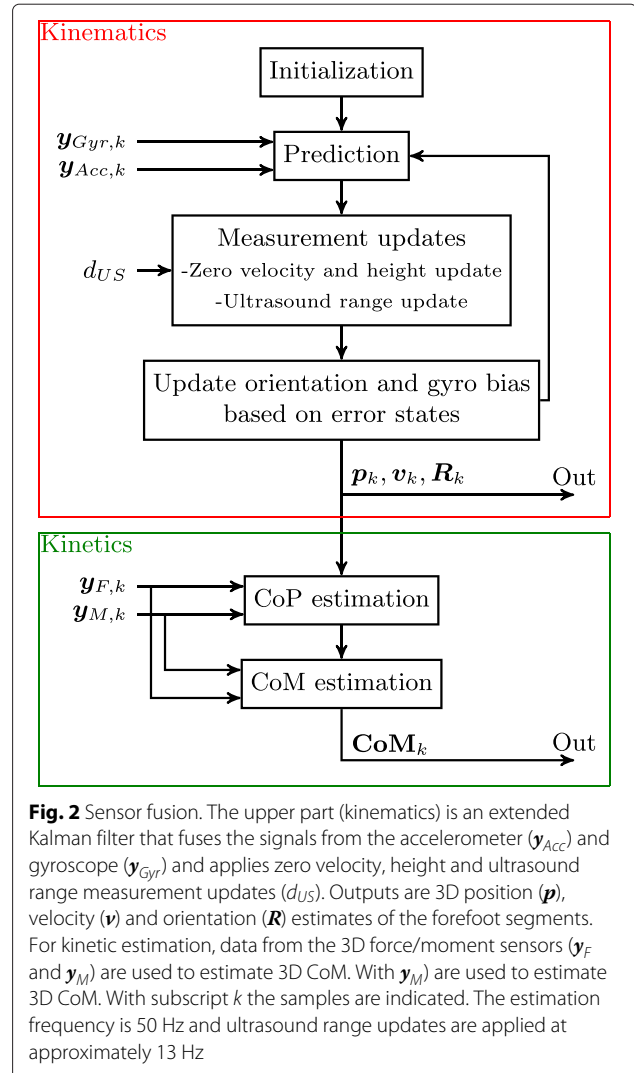 Kinematics
Initialization
y_{Gyr,k}
y_{Acc,k}
Prediction
Measurement updates
-Zero velocity and height update
-Ultrasound range update
d_{US}
Update orientation and gyro bias
based on error states
p_k, v_k, R_k
Out
Kinetics
y_{F,k}
y_{M,k}
CoP estimation
CoM estimation
CoM_k
Out
Fig. 2 Sensor fusion. The upper part (kinematics) is an extended
Kalman filter that fuses the signals from the accelerometer (y_{Acc}) and
gyroscope (y_{Gyr}) and applies zero velocity, height and ultrasound
range measurement updates (d_{US}). Outputs are 3D position (p),
velocity (v) and orientation (R) estimates of the forefoot segments.
For kinetic estimation, data from the 3D force/moment sensors (y_F
and y_M) are used to estimate 3D CoM. With y_M) are used to estimate
3D CoM. With subscript k the samples are indicated. The estimation
frequency is 50 Hz and ultrasound range updates are applied at
approximately 13 Hz